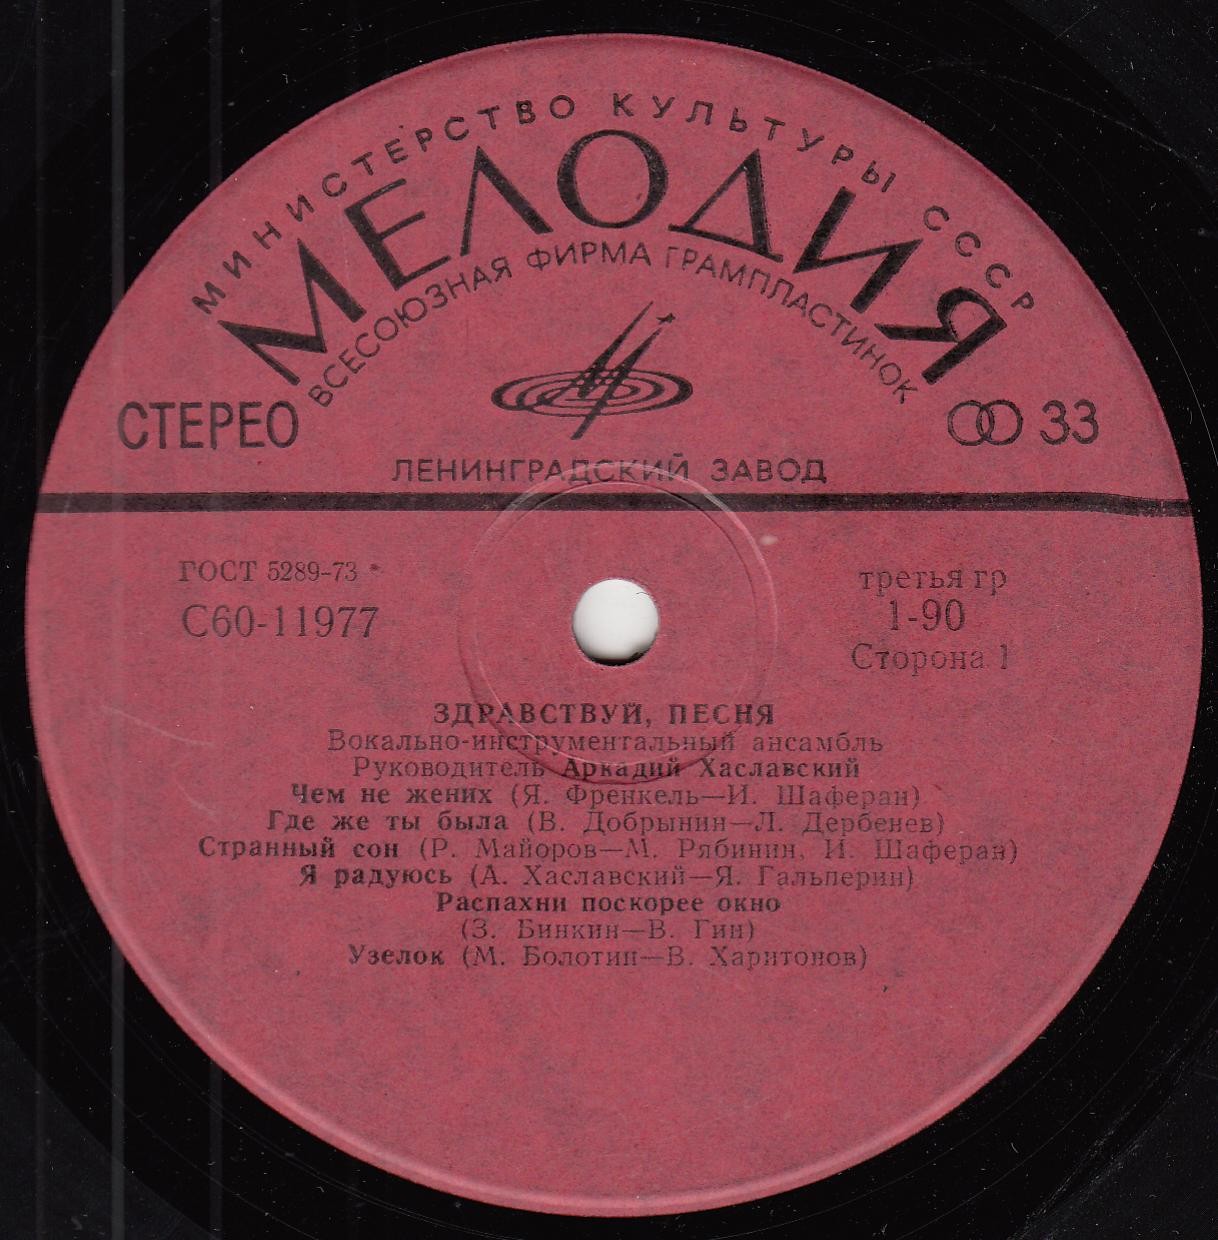 МИНИСТЕРСТВО КУЛЬТУРЫ СССР
МЕЛОДИЯ
ВСЕСОЮЗНАЯ ФИРМА ГРАМПЛАСТИНОК
СТЕРЕО
33
ЛЕНИНГРАДСКИЙ ЗАВОД
ГОСТ 5289-73
С60-11977
третья гр
1-90
Сторона 1
ЗДРАВСТВУЙ, ПЕСНЯ
Вокально-инструментальный ансамбль
Руководитель Аркадий Хаславский
Чем не жених (Я. Френкель—И. Шаферан)
Где же ты была (В. Добрынин—Л. Дербенев)
Странный сон (Р. Майоров—М. Рябинин, И. Шаферан)
Я радуюсь (А. Хаславский—Я. Гальперин)
Распахни поскорее окно
(З. Бинкин—В. Гин)
Узелок (М. Болотин—В. Харитонов)